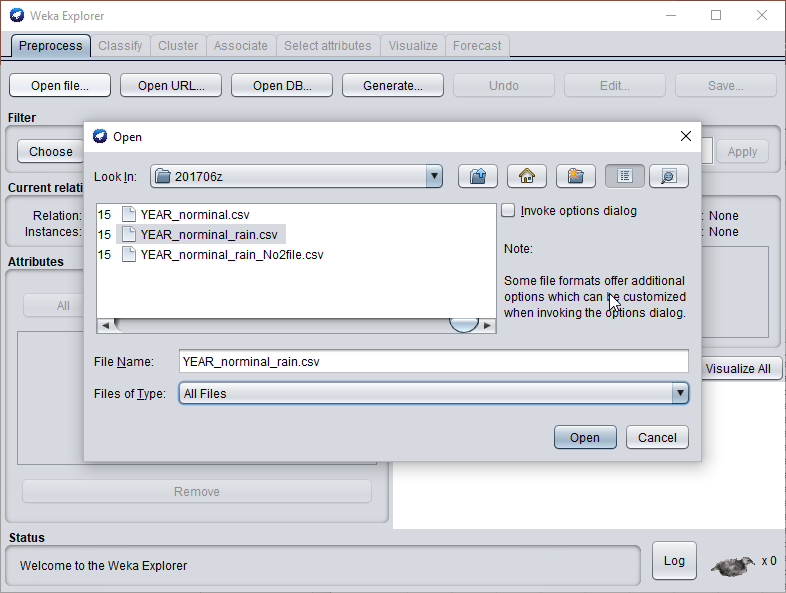 Weka Explorer
Preprocess Classify Cluster Associate Select attributes Visualize Forecast
Open file... Open URL... Open DB... Generate... Undo Edit... Save...
Filter
Choose Apply
Current relati
Relation: : None
Instances: : None
Attributes
All
Visualize All
Remove
Status
Welcome to the Weka Explorer
Log x 0
Open
Look In: 201706z
15 YEAR_norminal.csv
15 YEAR_norminal_rain.csv
15 YEAR_norminal_rain_No2file.csv
Invoke options dialog
Note:
Some file formats offer additional
options which can be customized
when invoking the options dialog.
File Name: YEAR_norminal_rain.csv
Files of Type: All Files
Open Cancel